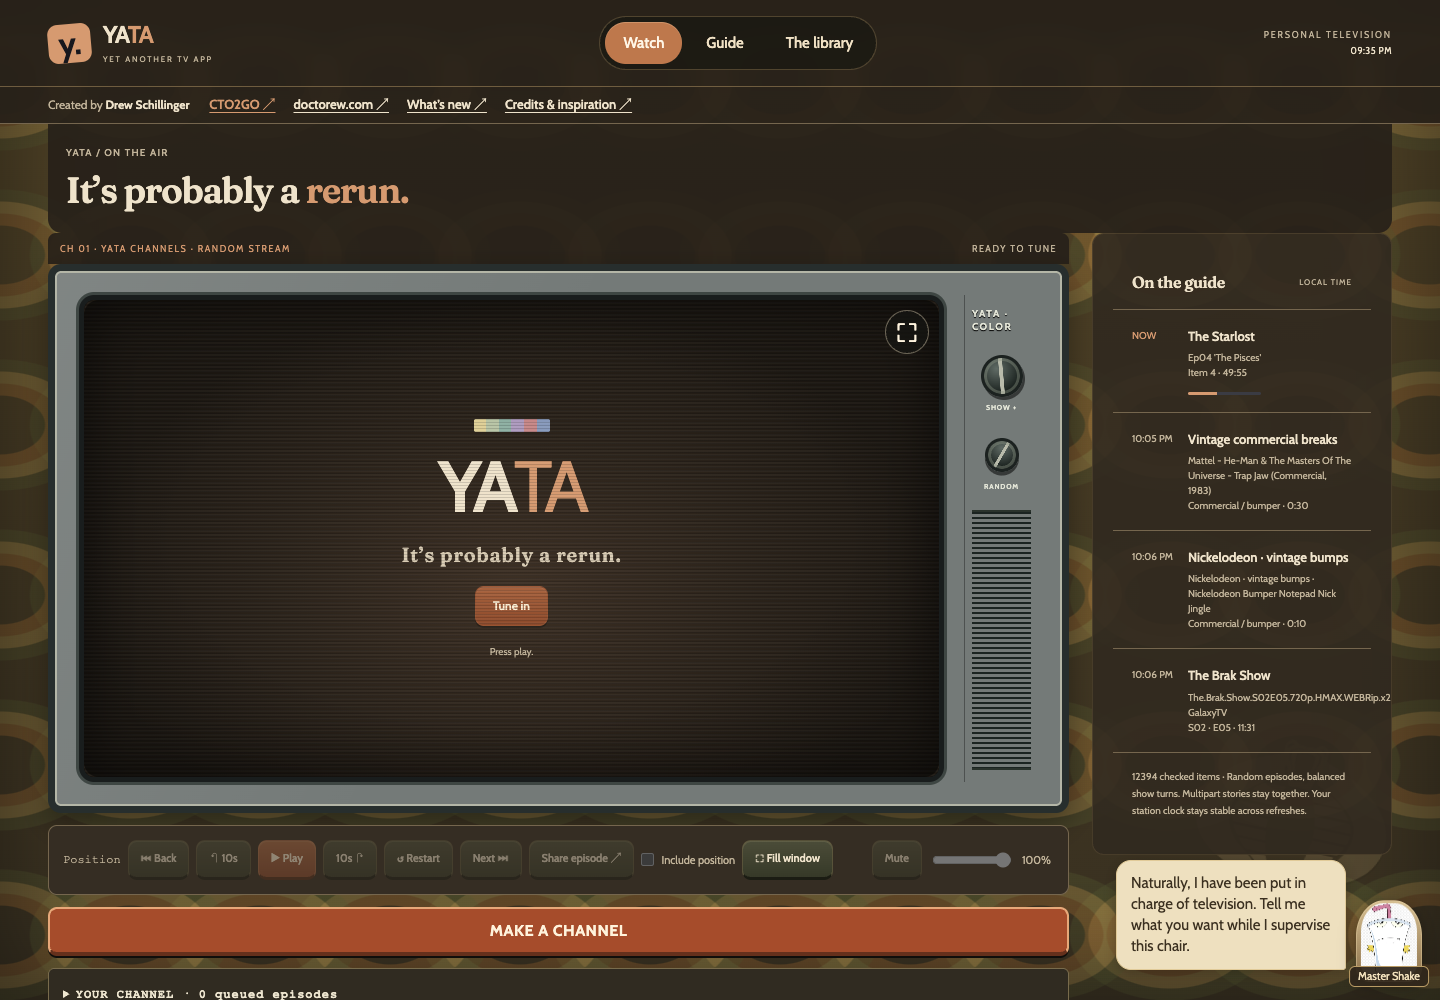 y.
YATA
YET ANOTHER TV APP
Watch
Guide
The library
PERSONAL TELEVISION
09:35 PM
Created by Drew Schillinger
CTO2GO ↗
doctorew.com ↗
What's new ↗
Credits & inspiration ↗
YATA / ON THE AIR
It's probably a rerun.
CH 01 · YATA CHANNELS · RANDOM STREAM
READY TO TUNE
YATA · COLOR
SHOW +
RANDOM
YATA
It's probably a rerun.
Tune in
Press play.
On the guide
LOCAL TIME
NOW
The Starlost
Ep04 'The Pisces'
Item 4 · 49:55
10:05 PM
Vintage commercial breaks
Mattel - He-Man & The Masters Of The
Universe - Trap Jaw (Commercial,
1983)
Commercial / bumper · 0:30
10:06 PM
Nickelodeon · vintage bumps
Nickelodeon · vintage bumps ·
Nickelodeon Bumper Notepad Nick
Jingle
Commercial / bumper · 0:10
10:06 PM
The Brak Show
The.Brak.Show.S02E05.720p.HMAX.WEBRip.x2
GalaxyTV
S02 · E05 · 11:31
12394 checked items · Random episodes, balanced
show turns. Multipart stories stay together. Your
station clock stays stable across refreshes.
Position
⏮ Back
↰ 10s
▶ Play
10s ↱
↺ Restart
Next ⏭
Share episode ↗
Include position
⛶ Fill window
Mute
100%
MAKE A CHANNEL
▶ YOUR CHANNEL · 0 queued episodes
Naturally, I have been put in
charge of television. Tell me
what you want while I supervise
this chair.
Master Shake